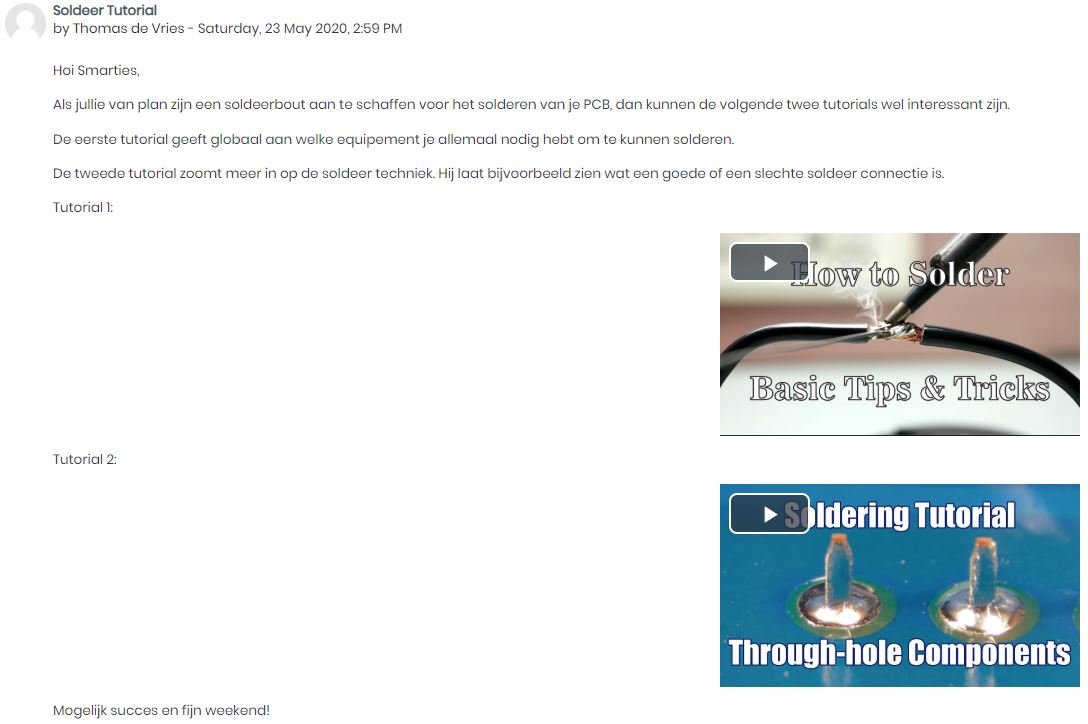 Soldeer Tutorial
by Thomas de Vries - Saturday, 23 May 2020, 2:59 PM
Hoi Smarties,
Als jullie van plan zijn een soldeerbout aan te schaffen voor het solderen van je PCB, dan kunnen de volgende twee tutorials wel interessant zijn.
De eerste tutorial geeft globaal aan welke equipement je allemaal nodig hebt om te kunnen solderen.
De tweede tutorial zoomt meer in op de soldeer techniek. Hij laat bijvoorbeeld zien wat een goede of een slechte soldeer connectie is.
Tutorial 1:
How to Solder
Basic Tips & Tricks
Tutorial 2:
Soldering Tutorial
Through-hole Components
Mogelijk succes en fijn weekend!